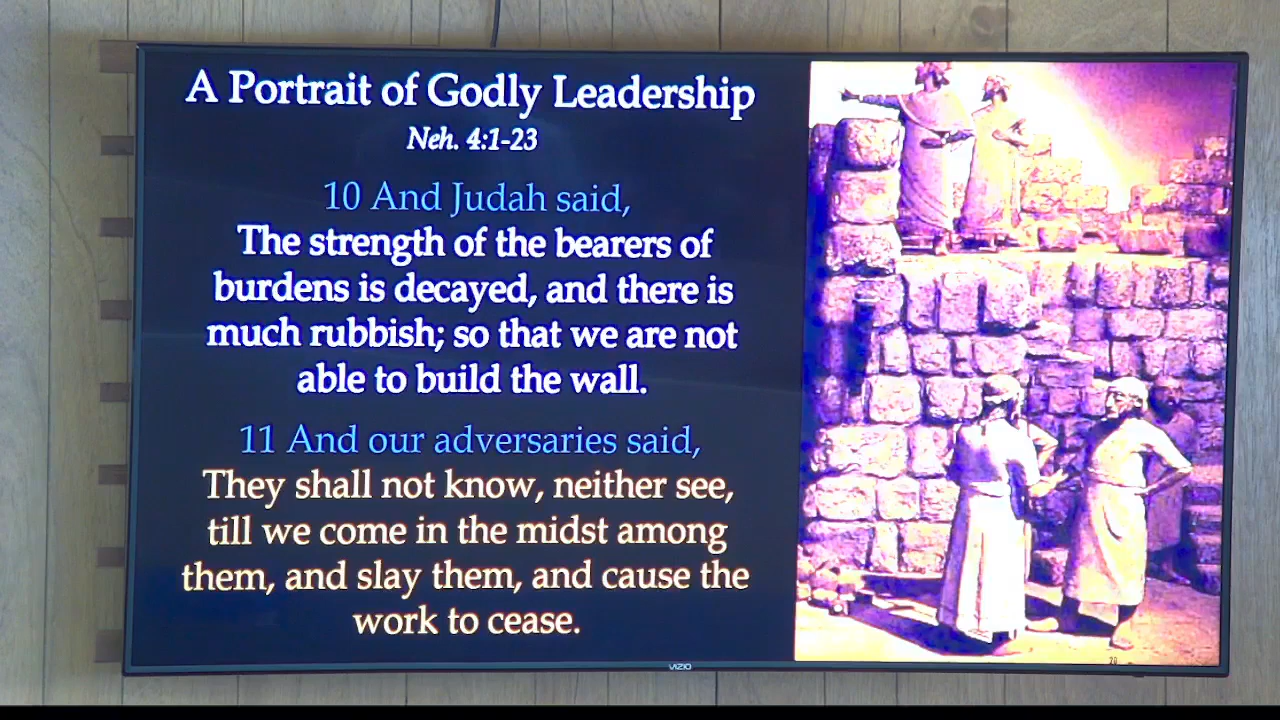 A Portrait of Godly Leadership
Neh. 4:1-23
10 And Judah said,
The strength of the bearers of
burdens is decayed, and there is
much rubbish; so that we are not
able to build the wall.
11 And our adversaries said,
They shall not know, neither see,
till we come in the midst among
them, and slay them, and cause the
work to cease.
20
VIZIO